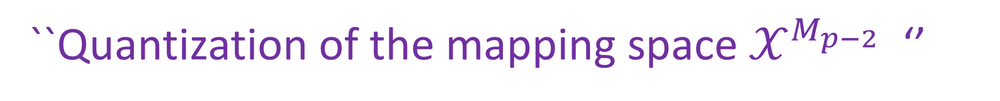 ``Quantization of the mapping space 𝒳^{M_{p−2}} ‘’